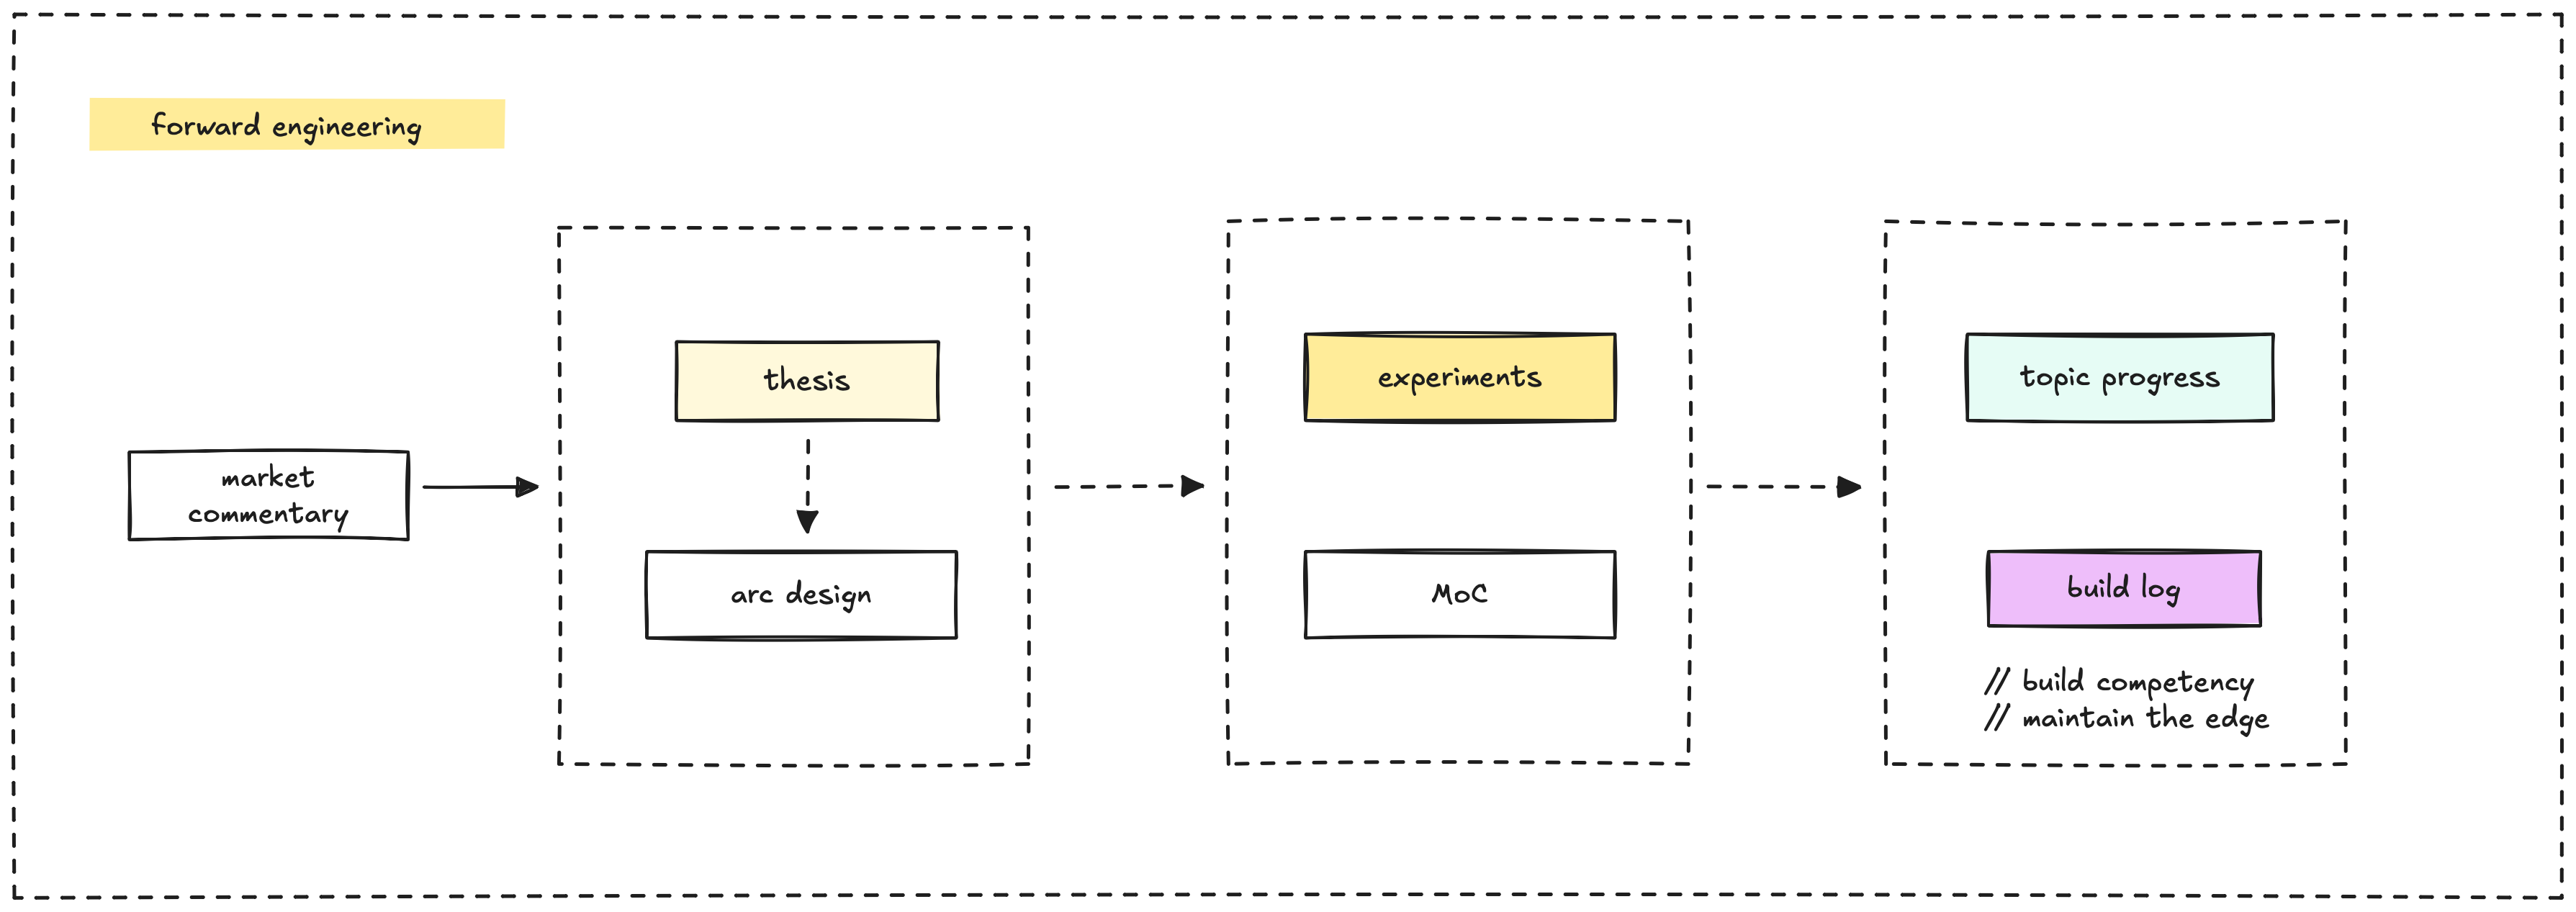 forward engineering
market
commentary
thesis
arc design
experiments
MoC
topic progress
build log
// build competency
// maintain the edge